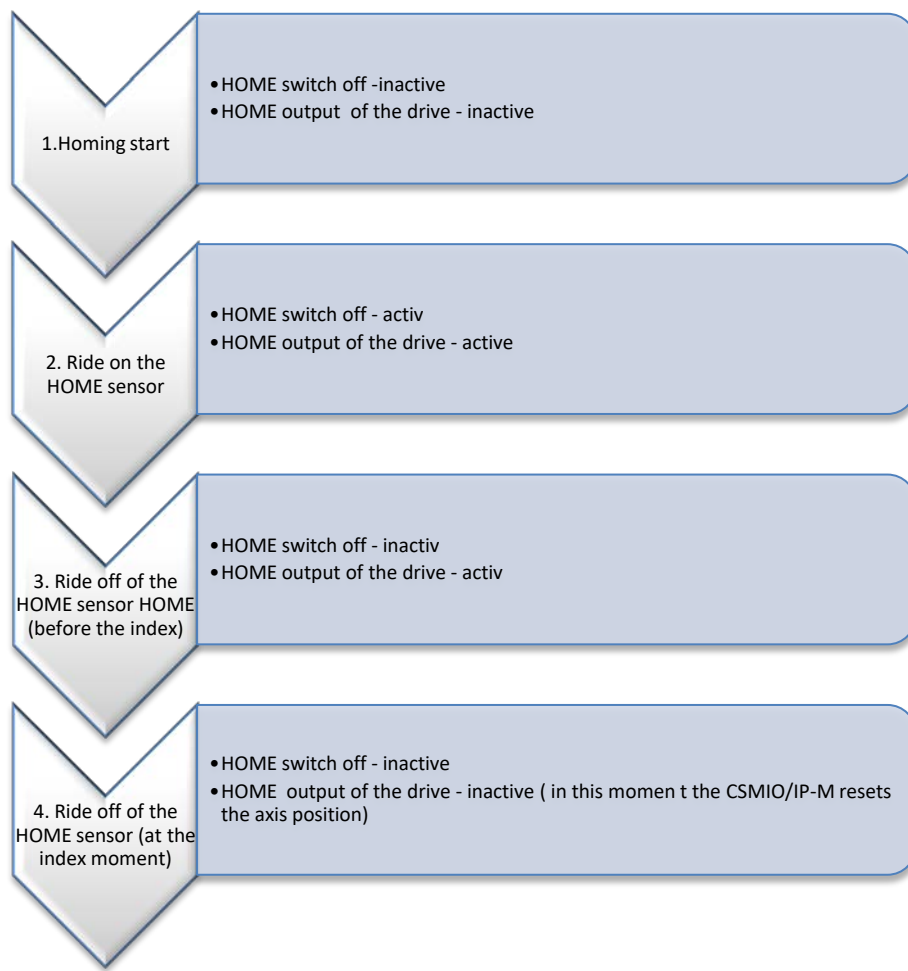 1.Homing start
•HOME switch off -inactive
•HOME output of the drive - inactive
2. Ride on the
HOME sensor
•HOME switch off - activ
•HOME output of the drive - active
3. Ride off of the
HOME sensor HOME
(before the index)
•HOME switch off - inactiv
•HOME output of the drive - activ
4. Ride off of the
HOME sensor (at the
index moment)
•HOME switch off - inactive
•HOME output of the drive - inactive ( in this momen t the CSMIO/IP-M resets
the axis position)